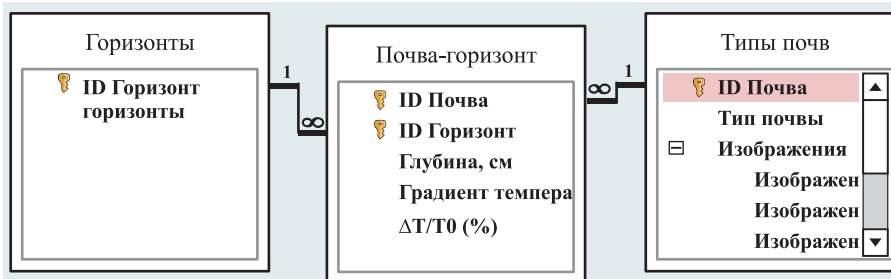 Горизонты
ID Горизонт
горизонты
1
∞
Почва-горизонт
ID Почва
ID Горизонт
Глубина, см
Градиент темпера
ΔT/T0 (%)
∞
1
Типы почв
ID Почва
Тип почвы
Изображения
Изображен
Изображен
Изображен